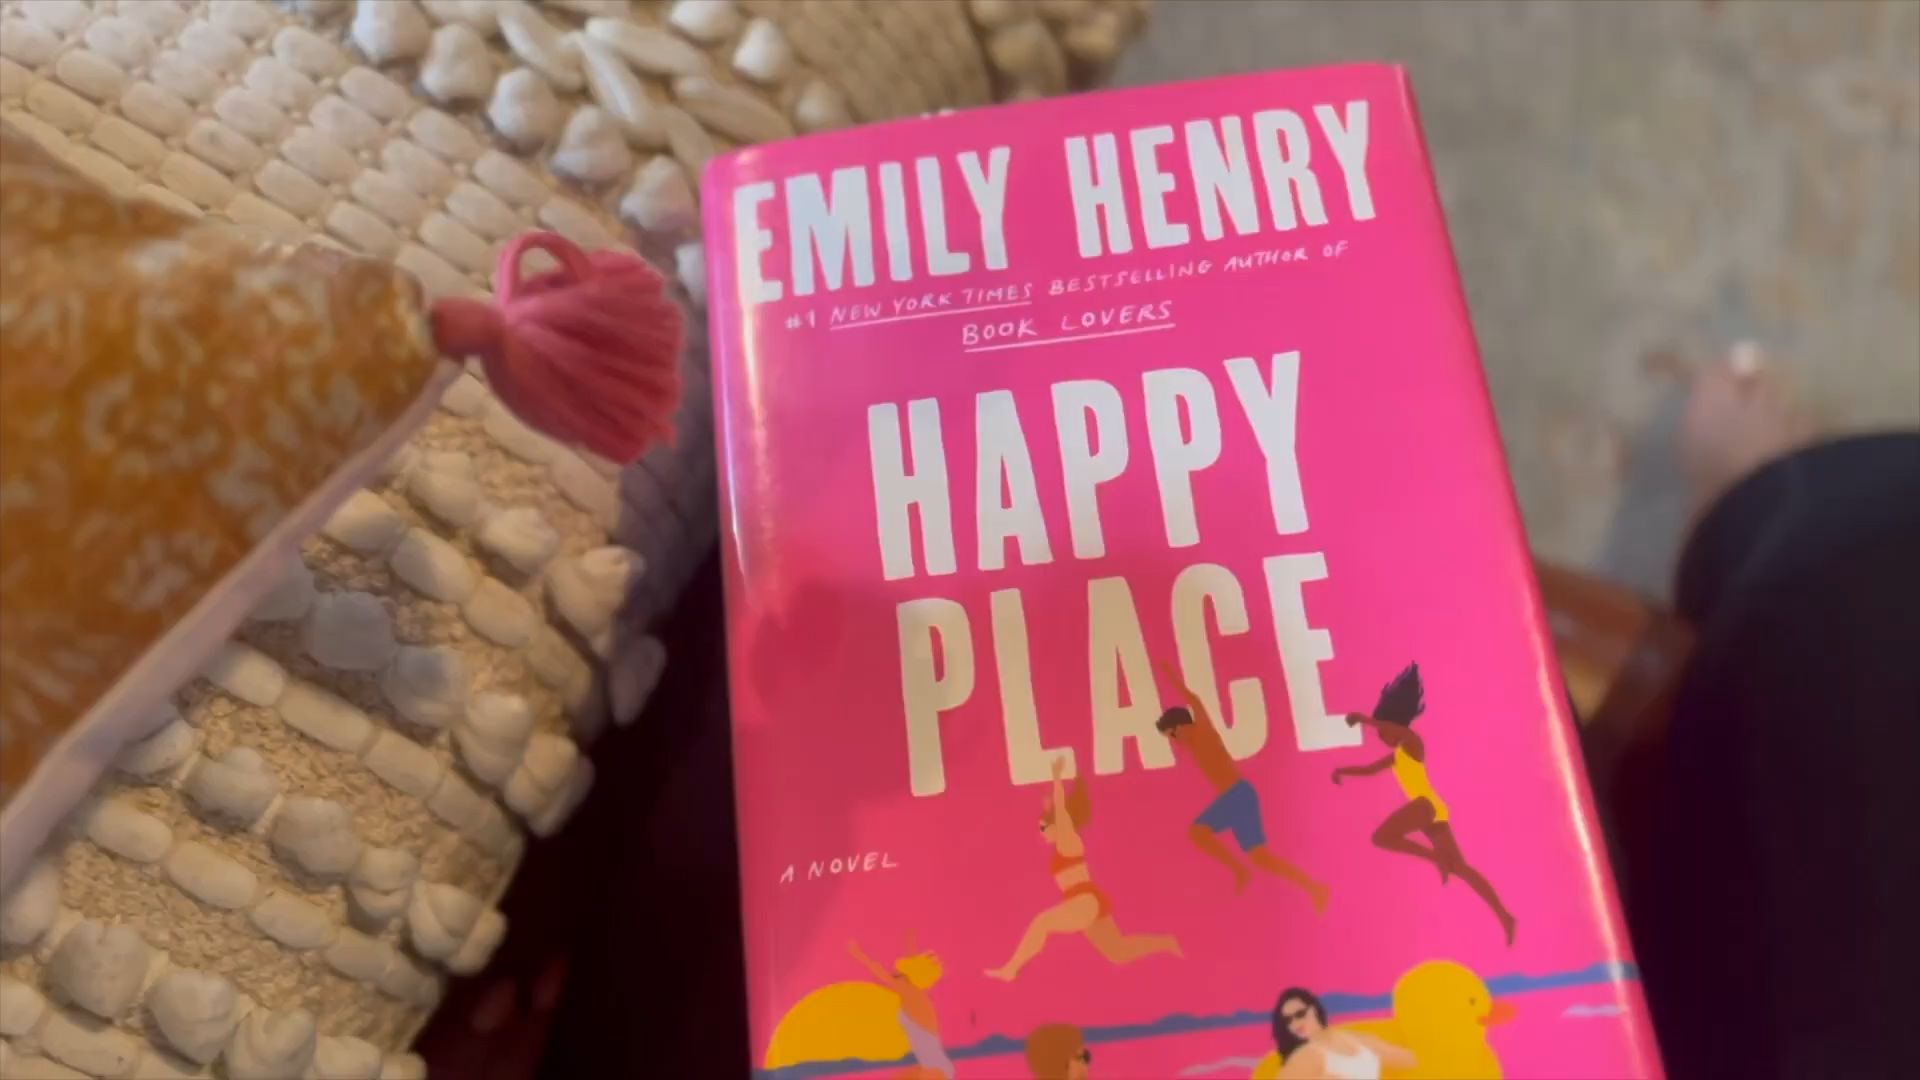 EMILY HENRY
#1 NEW YORK TIMES BESTSELLING AUTHOR OF
BOOK LOVERS
HAPPY
PLACE
A NOVEL